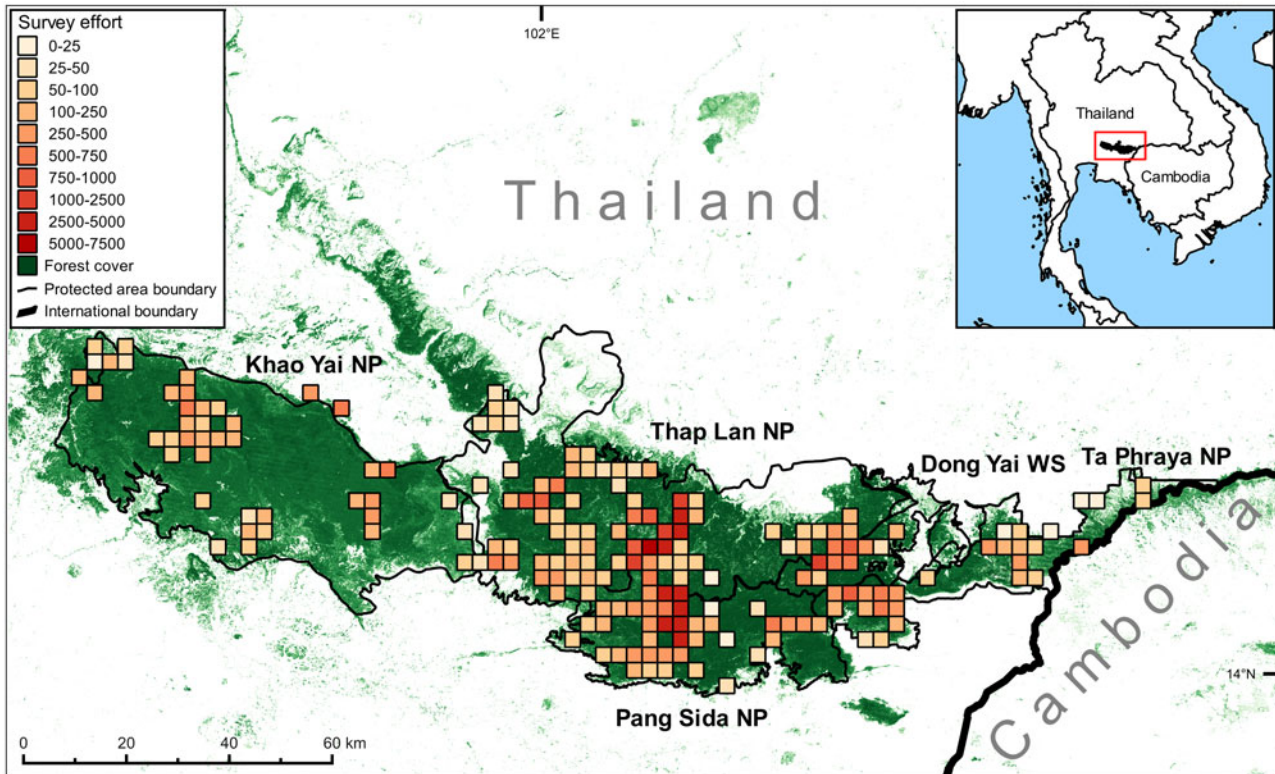 Survey effort
0-25
25-50
50-100
100-250
250-500
500-750
750-1000
1000-2500
2500-5000
5000-7500
Forest cover
Protected area boundary
International boundary
102°E
Thailand
Cambodia
Thailand
Khao Yai NP
Thap Lan NP
Dong Yai WS
Ta Phraya NP
Pang Sida NP
Cambodia
14°N
0 20 40 60 km